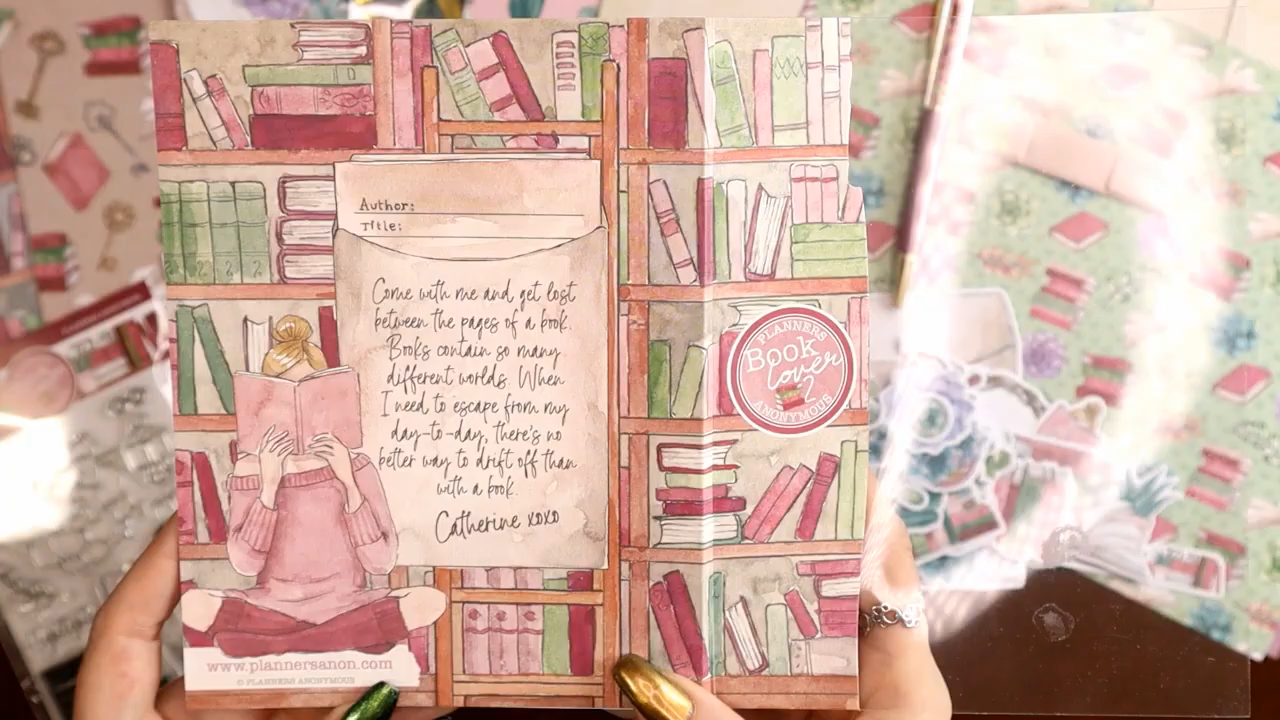 Author:
Title:
Come with me and get lost
between the pages of a book.
Books contain so many
different worlds. When
I need to escape from my
day-to-day, there's no
better way to drift off than
with a book.
Catherine xoxo
PLANNERS
Book
lover
2
ANONYMOUS
www.plannersanon.com
© PLANNERS ANONYMOUS